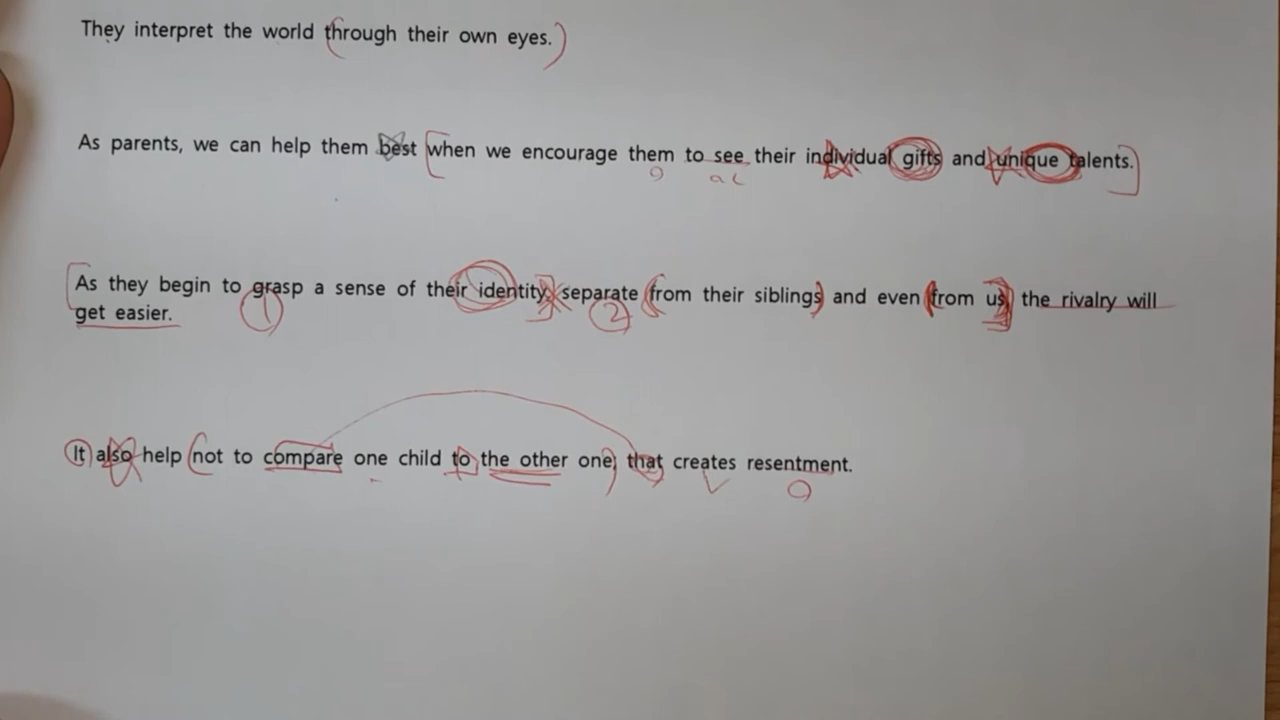 They interpret the world through their own eyes.
As parents, we can help them best when we encourage them to see their individual gifts and unique talents.
o ac
As they begin to grasp a sense of their identity, separate from their siblings and even from us, the rivalry will
get easier.
① ②
It also help not to compare one child to the other one; that creates resentment.
V o